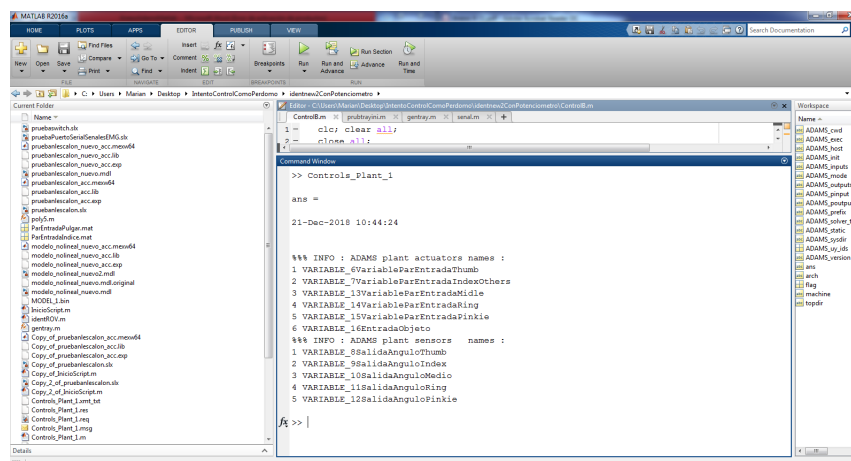 MATLAB R2016a
HOME PLOTS APPS EDITOR PUBLISH VIEW
Search Documentation
New Open Save
Find Files
Compare
Print
Go To
Find
Insert
Comment
Indent
Breakpoints
Run
Run and Advance
Run Section
Advance
Run and Time
FILE NAVIGATE EDIT BREAKPOINTS RUN
C: Users Marian Desktop IntentoControlComoPerdomo identnew2ConPotenciometro
Current Folder
Name
pruebaswitch.slx
pruebaPuertoSerialSenalesEMG.slx
pruebanlescalon_nuevo_acc.mexw64
pruebanlescalon_nuevo_acc.lib
pruebanlescalon_nuevo_acc.exp
pruebanlescalon_nuevo.mdl
pruebanlescalon_acc.mexw64
pruebanlescalon_acc.lib
pruebanlescalon_acc.exp
pruebanlescalon.slx
poly5.m
ParEntradaPulgar.mat
ParEntradaIndice.mat
modelo_nolineal_nuevo_acc.mexw64
modelo_nolineal_nuevo_acc.lib
modelo_nolineal_nuevo_acc.exp
modelo_nolineal_nuevo2.mdl
modelo_nolineal_nuevo.mdl.original
modelo_nolineal_nuevo.mdl
MODEL_1.bin
InicioScript.m
identROV.m
gentray.m
Copy_of_pruebanlescalon_acc.mexw64
Copy_of_pruebanlescalon_acc.lib
Copy_of_pruebanlescalon_acc.exp
Copy_of_pruebanlescalon.slx
Copy_of_InicioScript.m
Copy_2_of_pruebanlescalon.slx
Copy_2_of_InicioScript.m
Controls_Plant_1.xmt_txt
Controls_Plant_1.res
Controls_Plant_1.req
Controls_Plant_1.msg
Controls_Plant_1.m
Details
Editor - C:\Users\Marian\Desktop\IntentoControlComoPerdomo\identnew2ConPotenciometro\ControlB.m
ControlB.m prubtrayini.m gentray.m senal.m
1 clc; clear all;
2 close all;
Command Window
>> Controls_Plant_1
ans =
21-Dec-2018 10:44:24
%%% INFO : ADAMS plant actuators names :
1 VARIABLE_6VariableParEntradaThumb
2 VARIABLE_7VariableParEntradaIndexOthers
3 VARIABLE_13VariableParEntradaMidle
4 VARIABLE_14VariableParEntradaRing
5 VARIABLE_15VariableParEntradaPinkie
6 VARIABLE_16EntradaObjeto
%%% INFO : ADAMS plant sensors names :
1 VARIABLE_8SalidaAnguloThumb
2 VARIABLE_9SalidaAnguloIndex
3 VARIABLE_10SalidaAnguloMedio
4 VARIABLE_11SalidaAnguloRing
5 VARIABLE_12SalidaAnguloPinkie
fx >>
Workspace
Name
ADAMS_cwd
ADAMS_exec
ADAMS_host
ADAMS_init
ADAMS_inputs
ADAMS_mode
ADAMS_outputs
ADAMS_pinput
ADAMS_poutpu
ADAMS_prefix
ADAMS_solver_t
ADAMS_static
ADAMS_sysdir
ADAMS_uy_ids
ADAMS_version
ans
arch
flag
machine
topdir